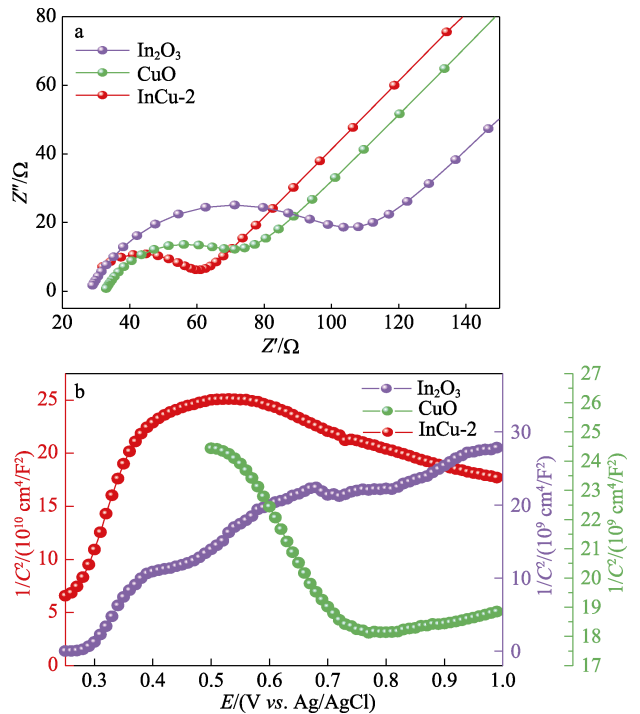 a
In₂O₃
CuO
InCu-2
80
60
40
20
0
Z″/Ω
20 40 60 80 100 120 140
Z′/Ω
b
In₂O₃
CuO
InCu-2
25
20
15
10
5
0
1/C²/(10¹⁰ cm⁴/F²)
30
20
10
0
1/C²/(10⁹ cm⁴/F²)
27
26
25
24
23
22
21
20
19
18
17
1/C²/(10⁹ cm⁴/F²)
0.3 0.4 0.5 0.6 0.7 0.8 0.9 1.0
E/(V vs. Ag/AgCl)